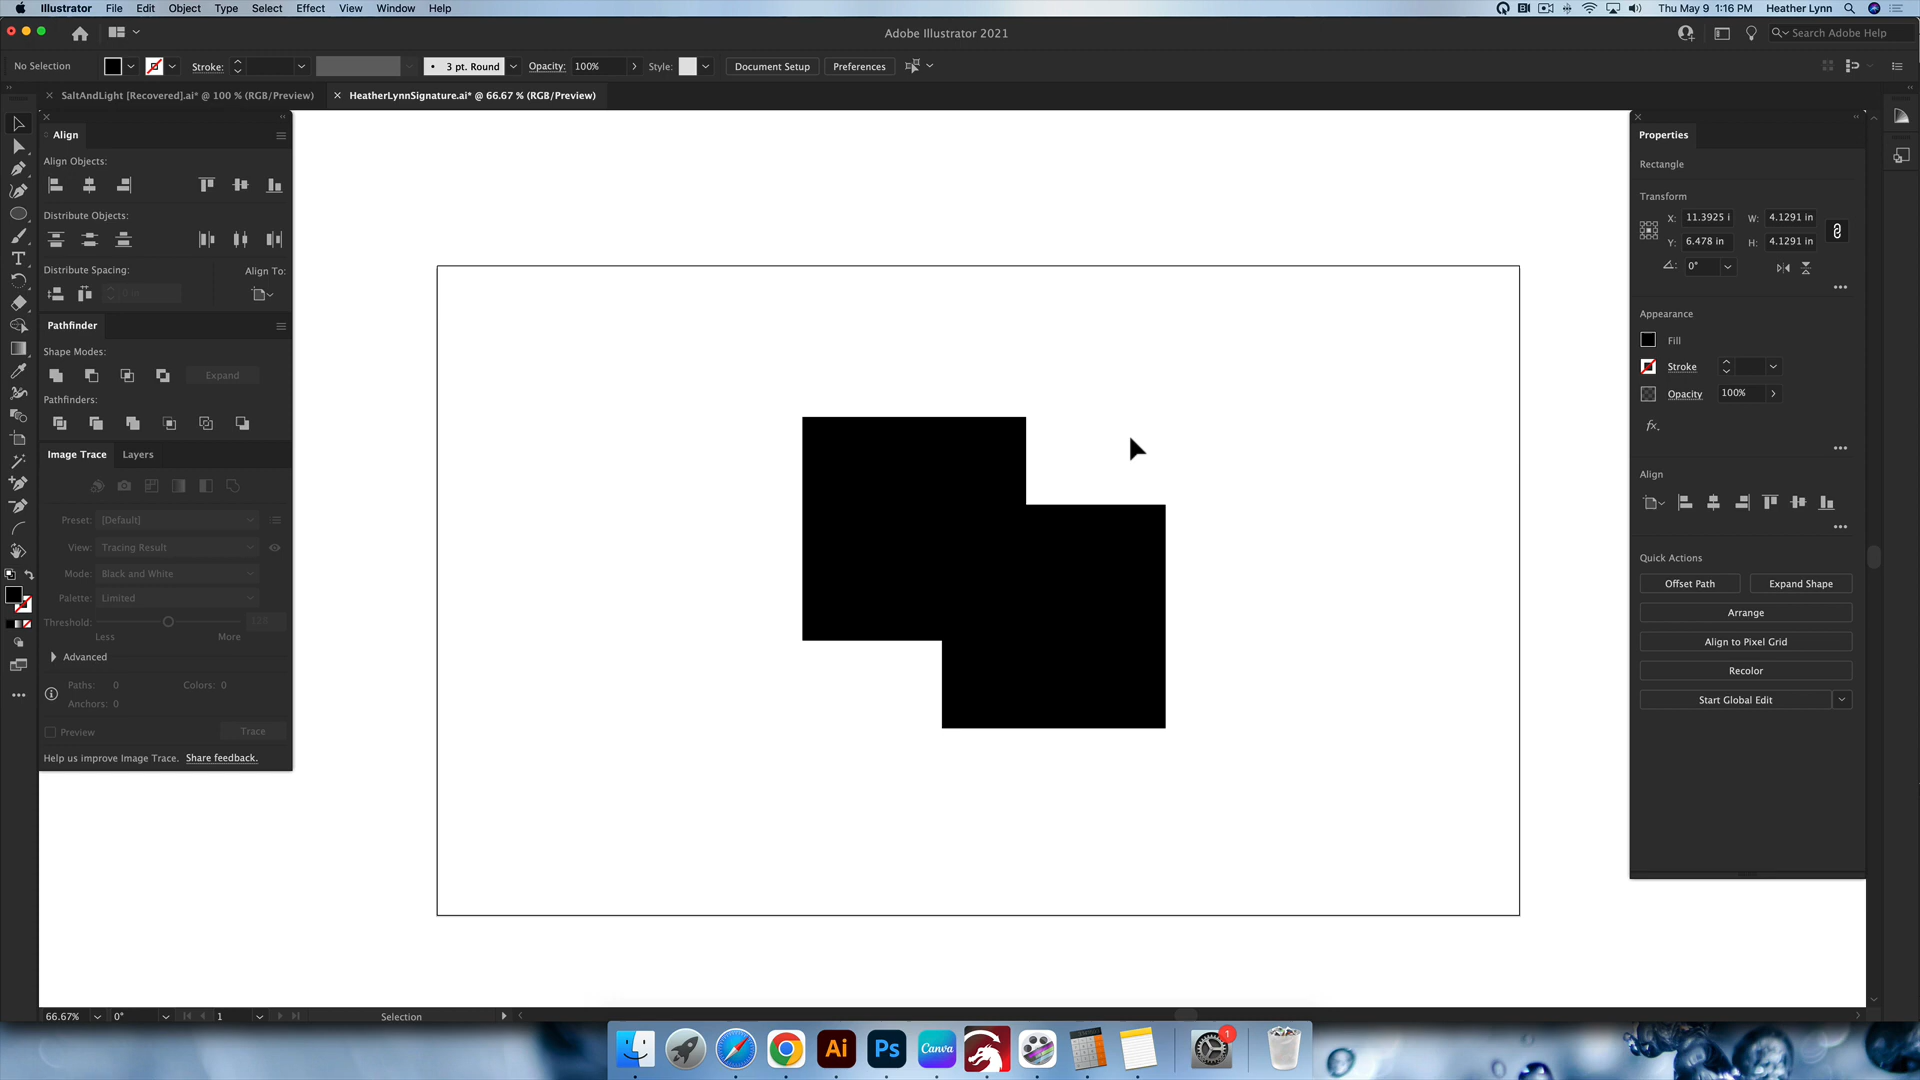 Illustrator File Edit Object Type Select Effect View Window Help
Thu May 9 1:16 PM Heather Lynn
Adobe Illustrator 2021
Search Adobe Help
No Selection Stroke: 3 pt. Round Opacity: 100% Style: Document Setup Preferences
SaltAndLight [Recovered].ai* @ 100 % (RGB/Preview)
HeatherLynnSignature.ai* @ 66.67 % (RGB/Preview)
Align
Align Objects:
Distribute Objects:
Distribute Spacing: Align To:
0 in
Pathfinder
Shape Modes:
Expand
Pathfinders:
Image Trace Layers
Preset: [Default]
View: Tracing Result
Mode: Black and White
Palette: Limited
Threshold:
Less More
Advanced
Paths: 0 Colors: 0
Anchors: 0
Preview Trace
Help us improve Image Trace. Share feedback.
Properties
Rectangle
Transform
X: 11.3925 i W: 4.1291 in
Y: 6.478 in H: 4.1291 in
0°
Appearance
Fill
Stroke
Opacity 100%
fx.
Align
Quick Actions
Offset Path Expand Shape
Arrange
Align to Pixel Grid
Recolor
Start Global Edit
66.67% 0° 1 Selection
Ai Ps Canva 1